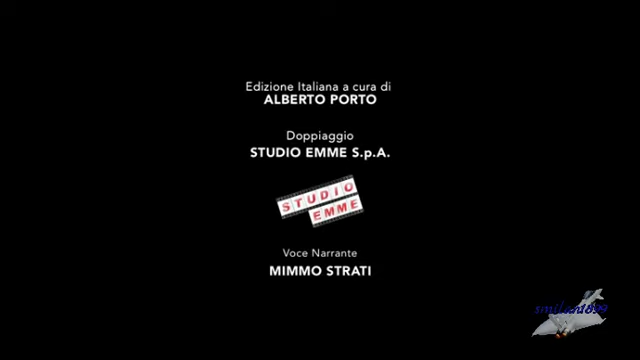 Edizione Italiana a cura di
ALBERTO PORTO
Doppiaggio
STUDIO EMME S.p.A.
STUDIO
EMME
Voce Narrante
MIMMO STRATI